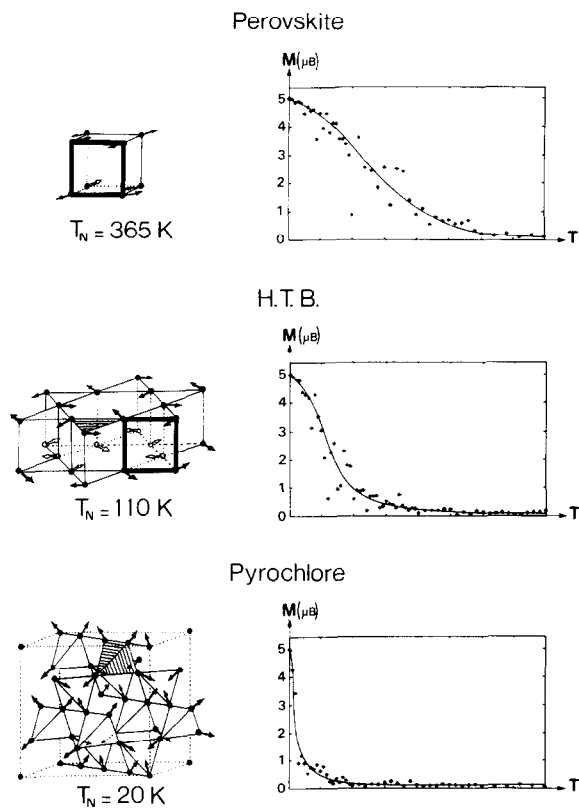 Perovskite
M(μB)
5
4
3
2
1
0
T
T_N = 365 K
H.T.B.
M(μB)
5
4
3
2
1
0
T
T_N = 110 K
Pyrochlore
M(μB)
5
4
3
2
1
0
T
T_N = 20 K